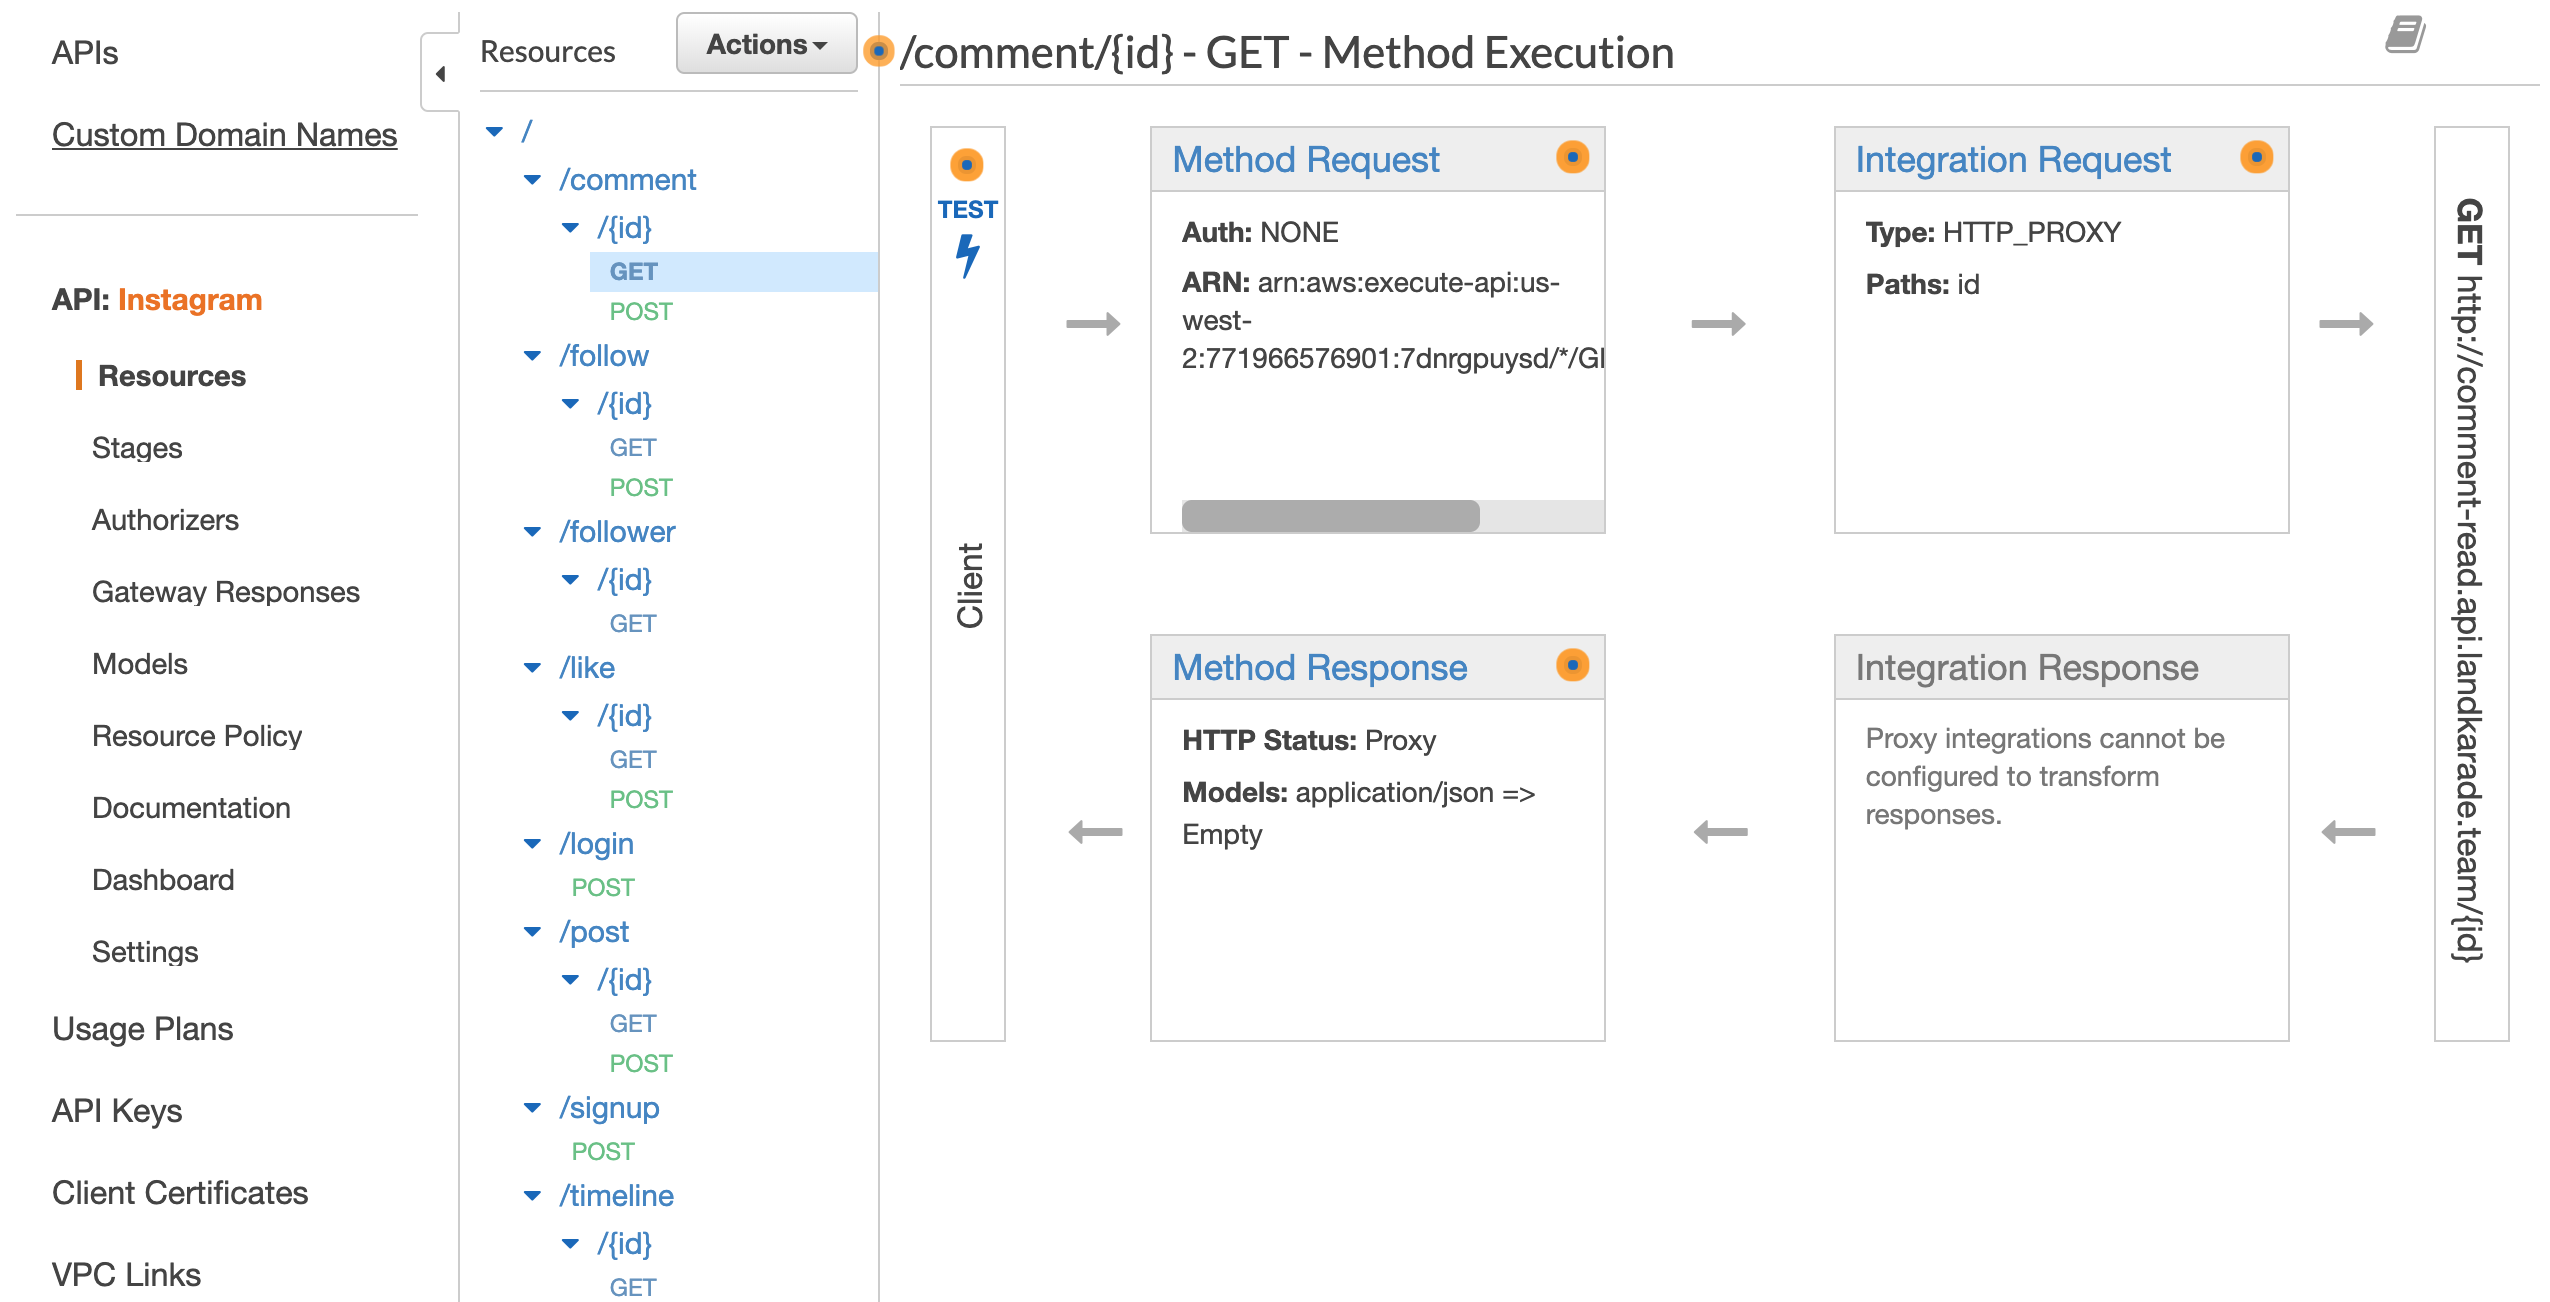 APIs
Custom Domain Names
API: Instagram
Resources
Stages
Authorizers
Gateway Responses
Models
Resource Policy
Documentation
Dashboard
Settings
Usage Plans
API Keys
Client Certificates
VPC Links
Resources
Actions
/
/comment
/{id}
GET
POST
/follow
/{id}
GET
POST
/follower
/{id}
GET
/like
/{id}
GET
POST
/login
POST
/post
/{id}
GET
POST
/signup
POST
/timeline
/{id}
GET
/comment/{id} - GET - Method Execution
TEST
Client
Method Request
Auth: NONE
ARN: arn:aws:execute-api:us-
west-
2:771966576901:7dnrgpuysd/*/G
Integration Request
Type: HTTP_PROXY
Paths: id
Method Response
HTTP Status: Proxy
Models: application/json =>
Empty
Integration Response
Proxy integrations cannot be
configured to transform
responses.
GET http://comment-read.api.landkarade.team/{id}